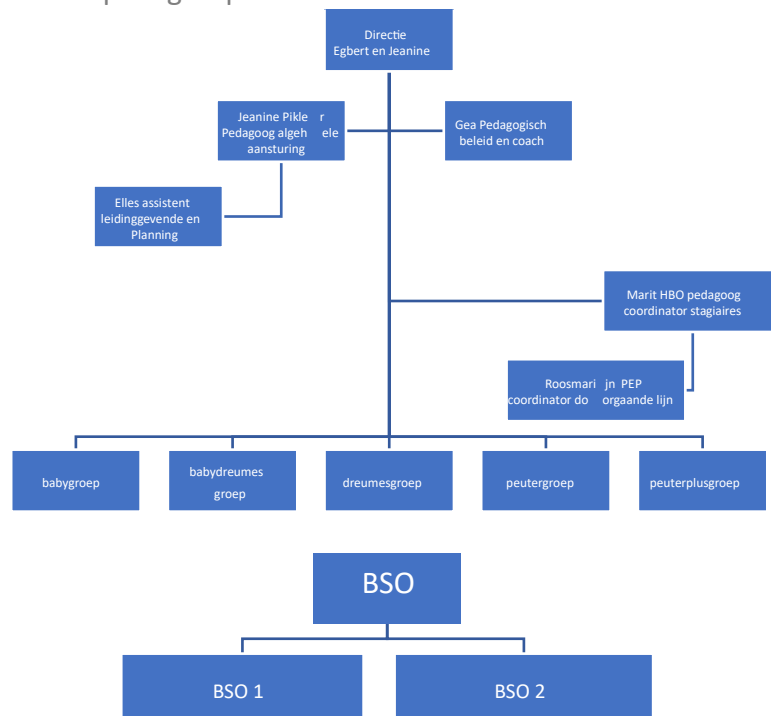 Directie
Egbert en Jeanine
Jeanine Pikle r
Pedagoog algeh ele
aansturing
Gea Pedagogisch
beleid en coach
Elles assistent
leidinggevende en
Planning
Marit HBO pedagoog
coordinator stagiaires
Roosmari jn PEP
coordinator do orgaande lijn
babygroep
babydreumes
groep
dreumesgroep
peutergroep
peuterplusgroep
BSO
BSO 1
BSO 2